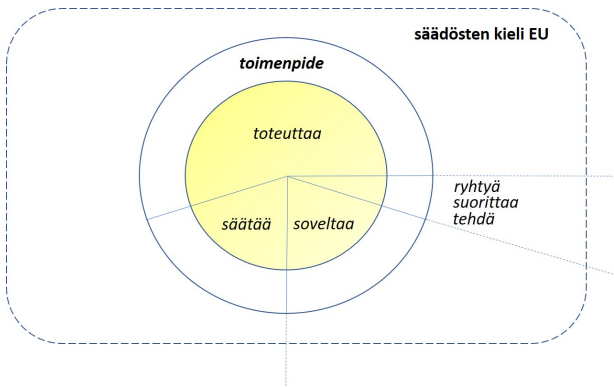 säädösten kieli EU
toimenpide
toteuttaa
ryhtyä
suorittaa
tehdä
säätää
soveltaa